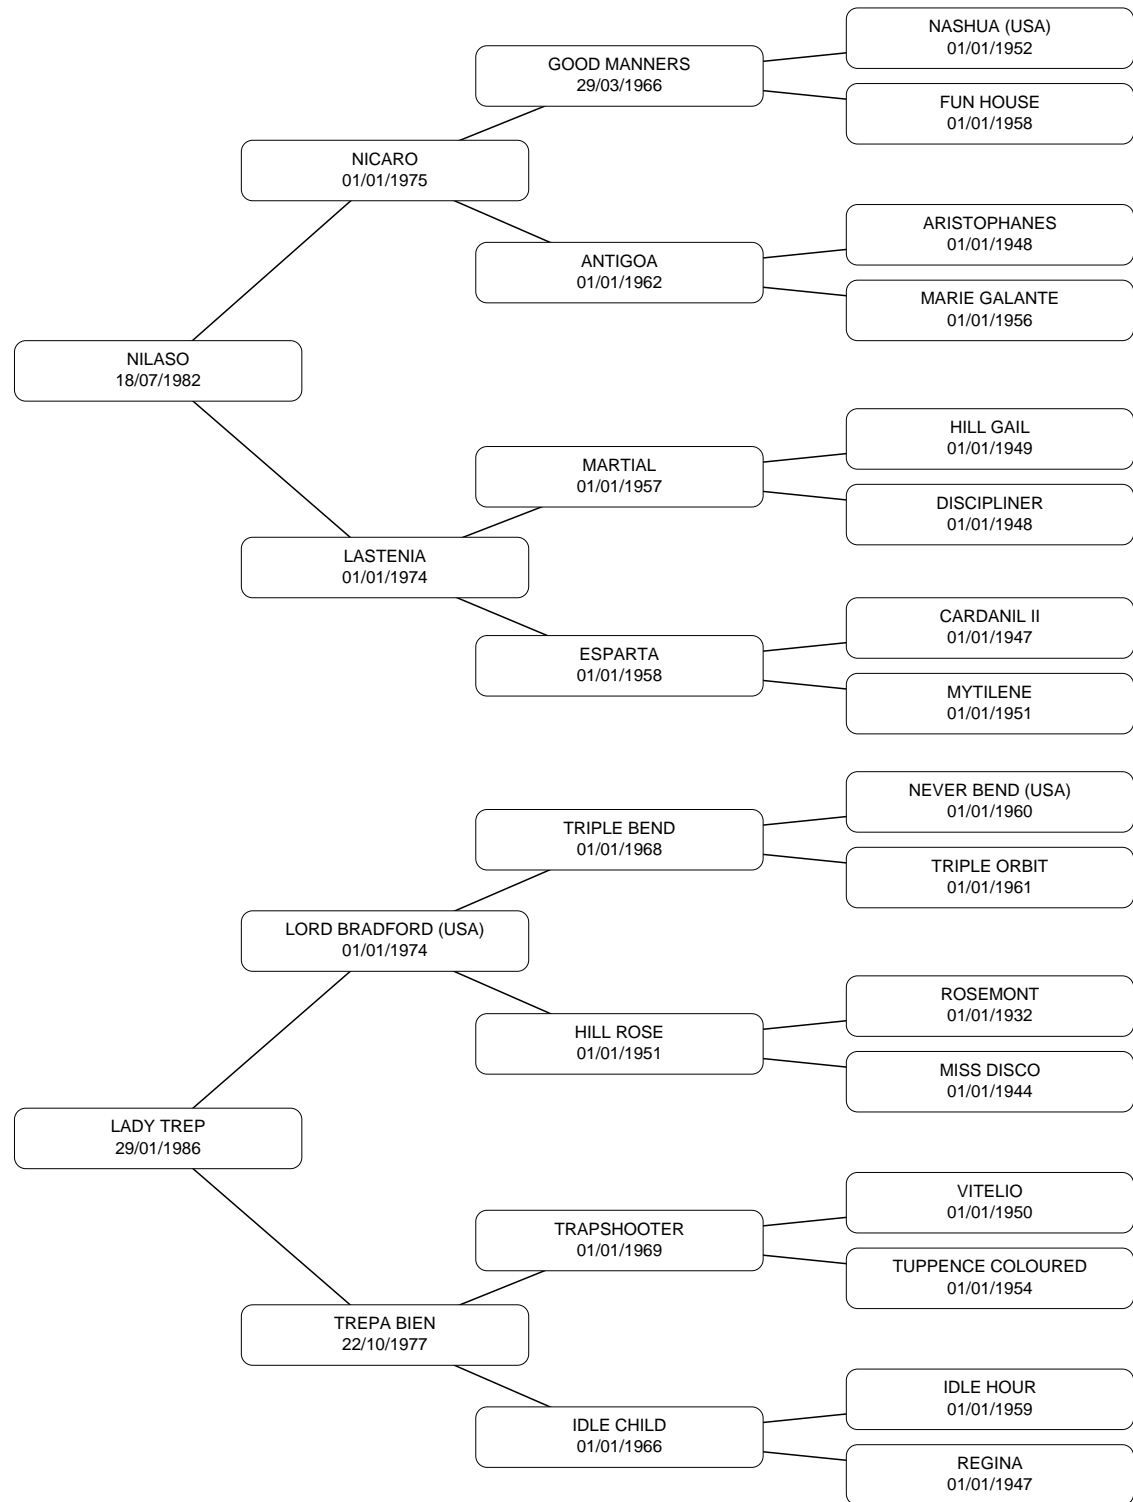 NASHUA (USA)
01/01/1952
GOOD MANNERS
29/03/1966
FUN HOUSE
01/01/1958
NICARO
01/01/1975
ARISTOPHANES
01/01/1948
ANTIGOA
01/01/1962
MARIE GALANTE
01/01/1956
NILASO
18/07/1982
HILL GAIL
01/01/1949
MARTIAL
01/01/1957
DISCIPLINER
01/01/1948
LASTENIA
01/01/1974
CARDANIL II
01/01/1947
ESPARTA
01/01/1958
MYTILENE
01/01/1951
NEVER BEND (USA)
01/01/1960
TRIPLE BEND
01/01/1968
TRIPLE ORBIT
01/01/1961
LORD BRADFORD (USA)
01/01/1974
ROSEMONT
01/01/1932
HILL ROSE
01/01/1951
MISS DISCO
01/01/1944
LADY TREP
29/01/1986
VITELIO
01/01/1950
TRAPSHOOTER
01/01/1969
TUPPENCE COLOURED
01/01/1954
TREPA BIEN
22/10/1977
IDLE HOUR
01/01/1959
IDLE CHILD
01/01/1966
REGINA
01/01/1947